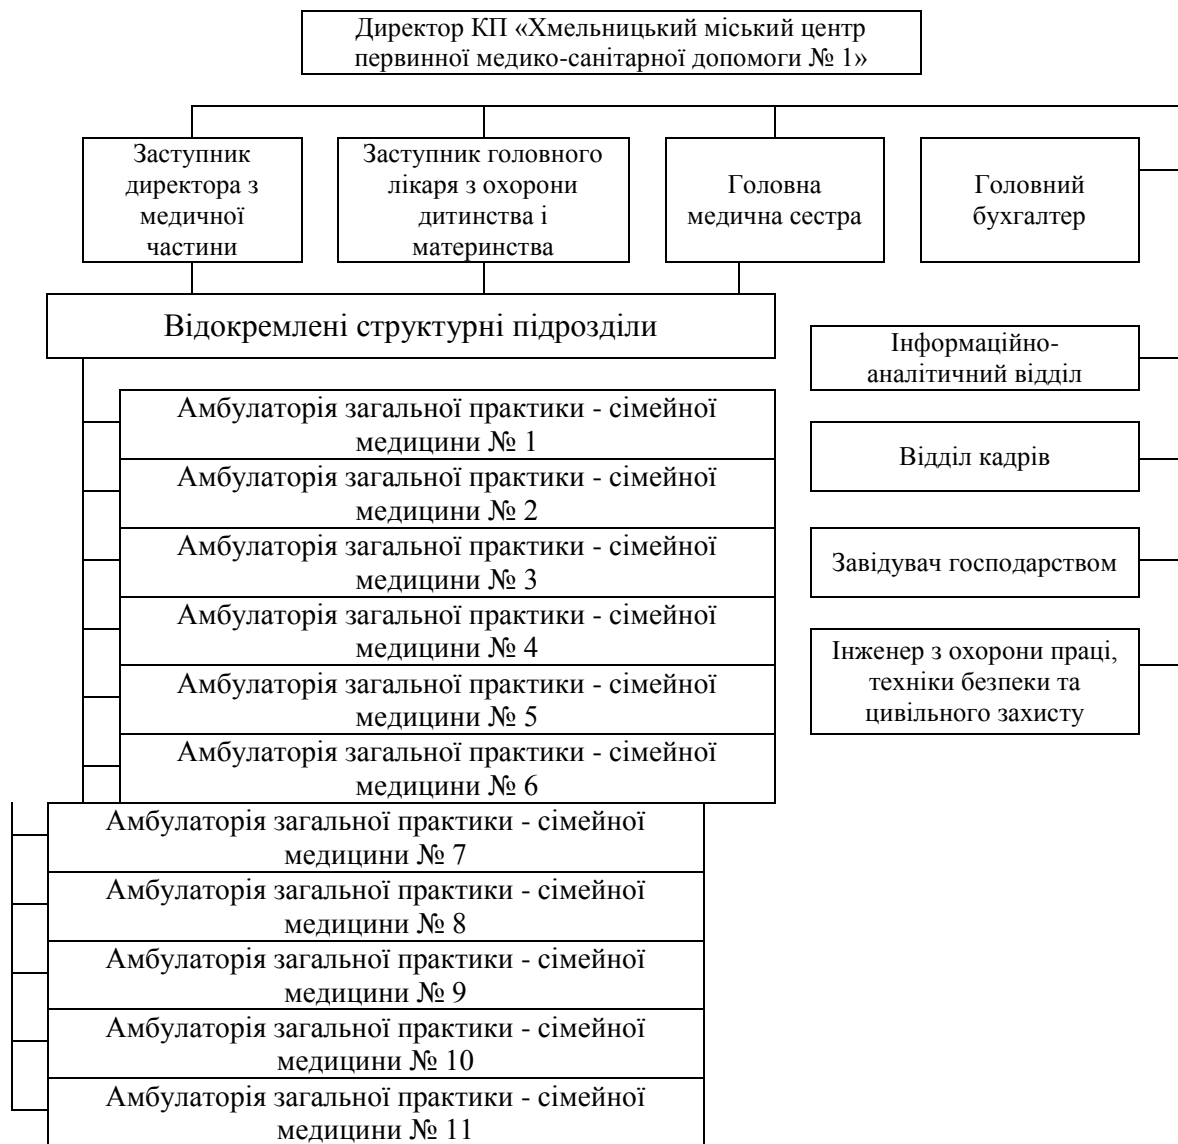 Директор КП «Хмельницький міський центр
первинної медико-санітарної допомоги № 1»
Заступник
директора з
медичної
частини
Заступник головного
лікаря з охорони
дитинства і
материнства
Головна
медична сестра
Головний
бухгалтер
Відокремлені структурні підрозділи
Амбулаторія загальної практики - сімейної
медицини № 1
Амбулаторія загальної практики - сімейної
медицини № 2
Амбулаторія загальної практики - сімейної
медицини № 3
Амбулаторія загальної практики - сімейної
медицини № 4
Амбулаторія загальної практики - сімейної
медицини № 5
Амбулаторія загальної практики - сімейної
медицини № 6
Амбулаторія загальної практики - сімейної
медицини № 7
Амбулаторія загальної практики - сімейної
медицини № 8
Амбулаторія загальної практики - сімейної
медицини № 9
Амбулаторія загальної практики - сімейної
медицини № 10
Амбулаторія загальної практики - сімейної
медицини № 11
Інформаційно-
аналітичний відділ
Відділ кадрів
Завідувач господарством
Інженер з охорони праці,
техніки безпеки та
цивільного захисту